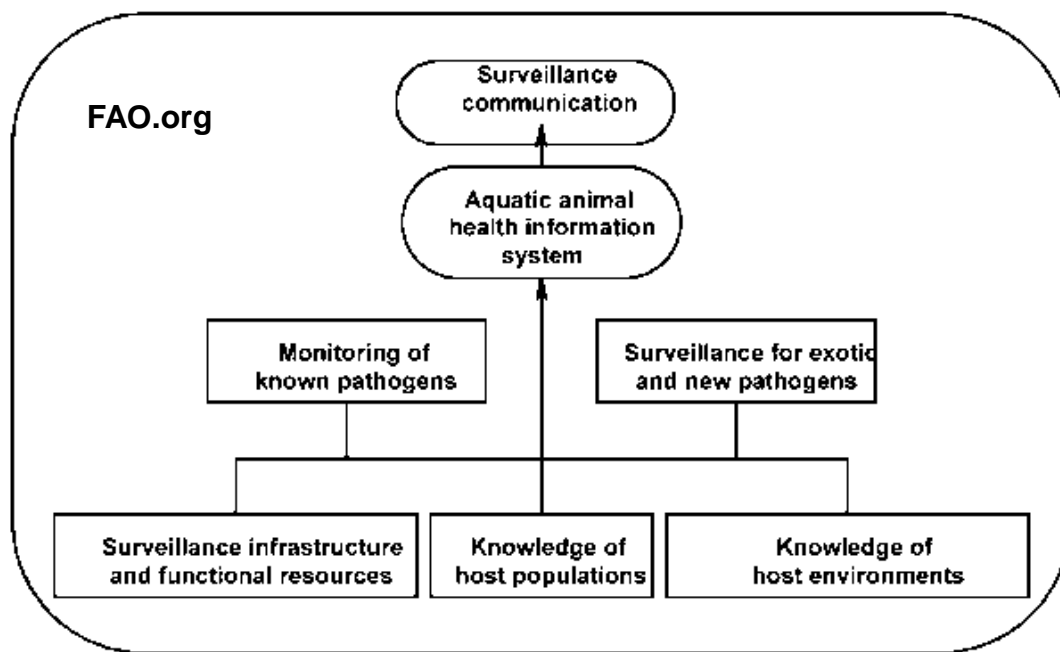 FAO.org
Surveillance
communication
Aquatic animal
health information
system
Monitoring of
known pathogens
Surveillance for exotic
and new pathogens
Surveillance infrastructure
and functional resources
Knowledge of
host populations
Knowledge of
host environments